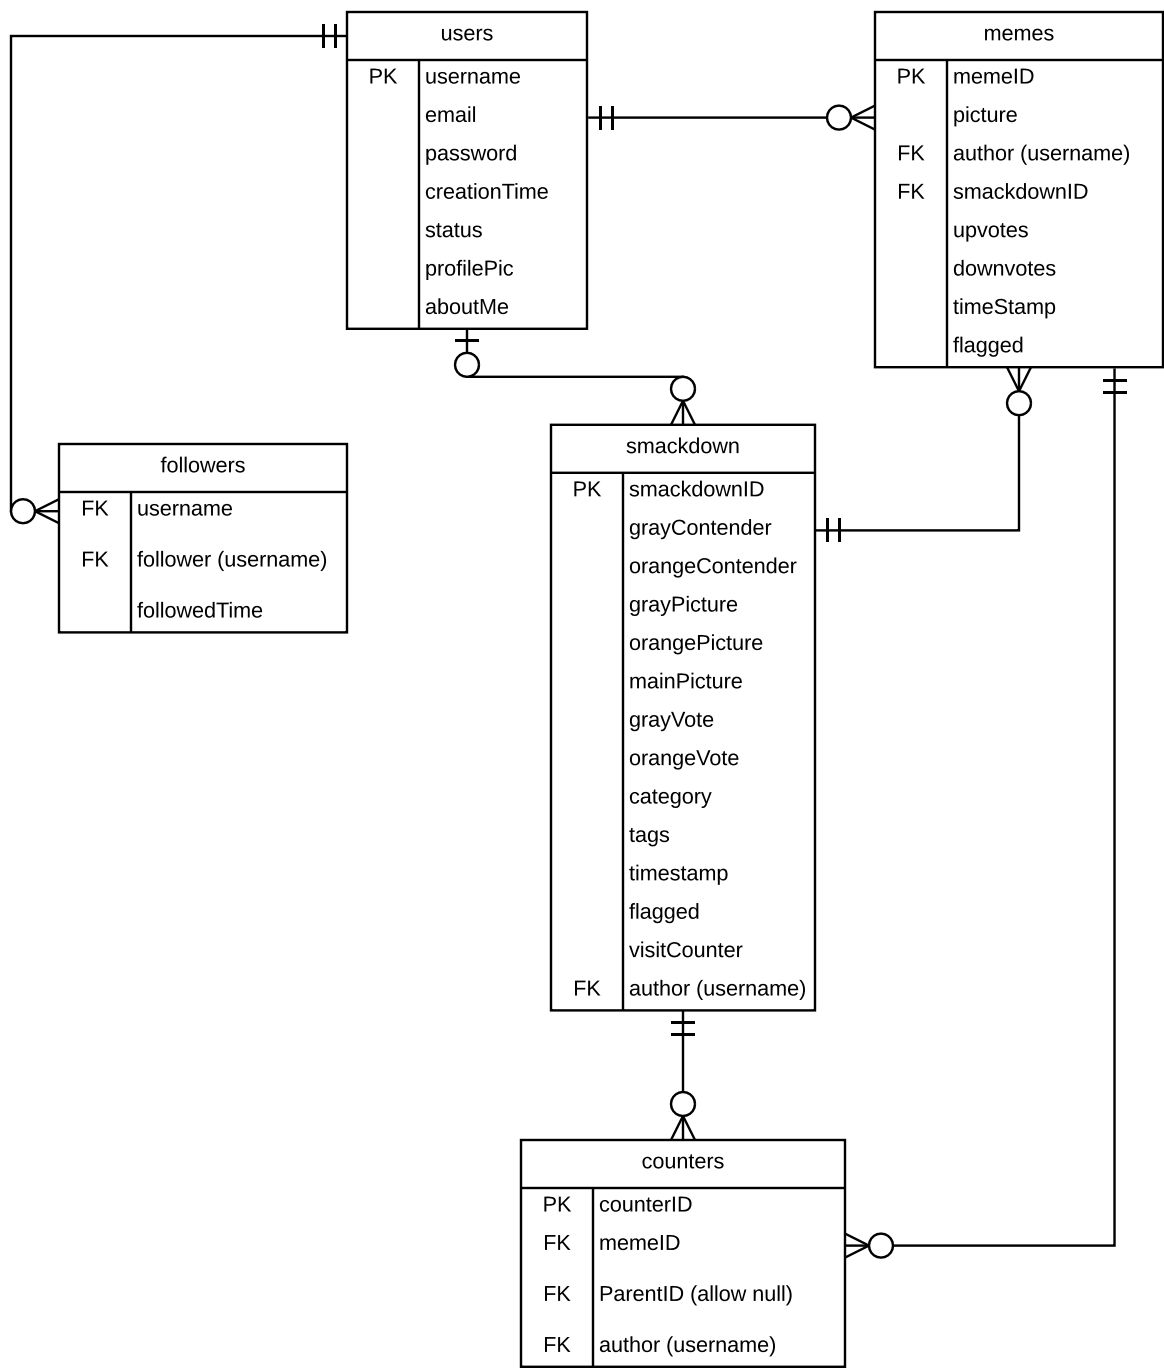 users
PK username
email
password
creationTime
status
profilePic
aboutMe
memes
PK memeID
picture
FK author (username)
FK smackdownID
upvotes
downvotes
timeStamp
flagged
followers
FK username
FK follower (username)
followedTime
smackdown
PK smackdownID
grayContender
orangeContender
grayPicture
orangePicture
mainPicture
grayVote
orangeVote
category
tags
timestamp
flagged
visitCounter
FK author (username)
counters
PK counterID
FK memeID
FK ParentID (allow null)
FK author (username)